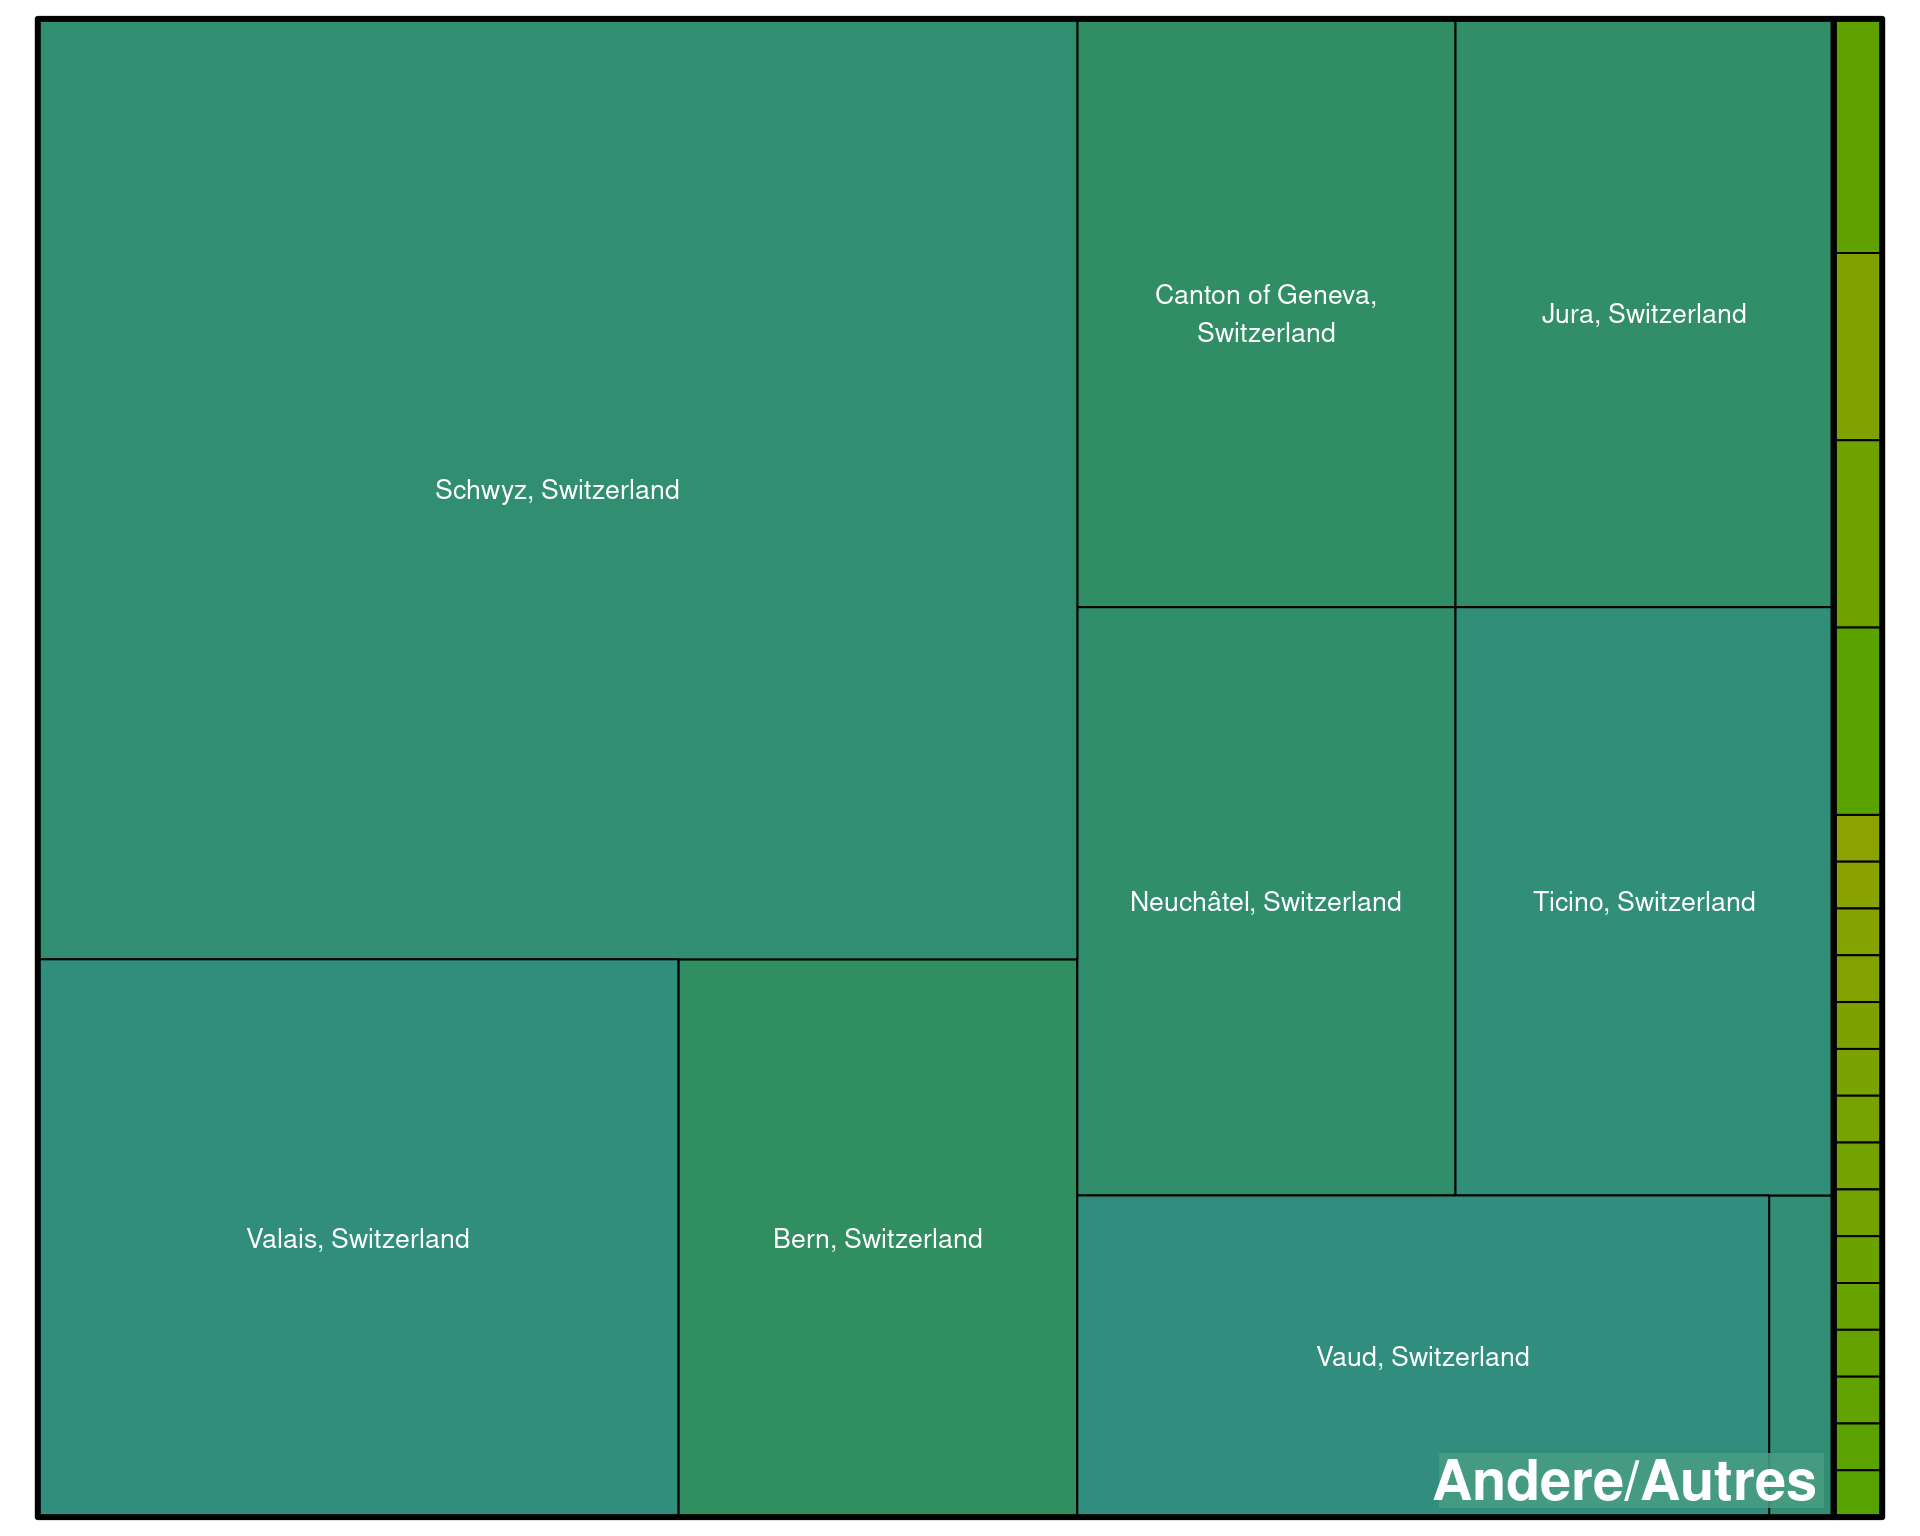 Schwyz, Switzerland
Canton of Geneva,
Switzerland
Jura, Switzerland
Neuchâtel, Switzerland
Ticino, Switzerland
Valais, Switzerland
Bern, Switzerland
Vaud, Switzerland
Andere/Autres